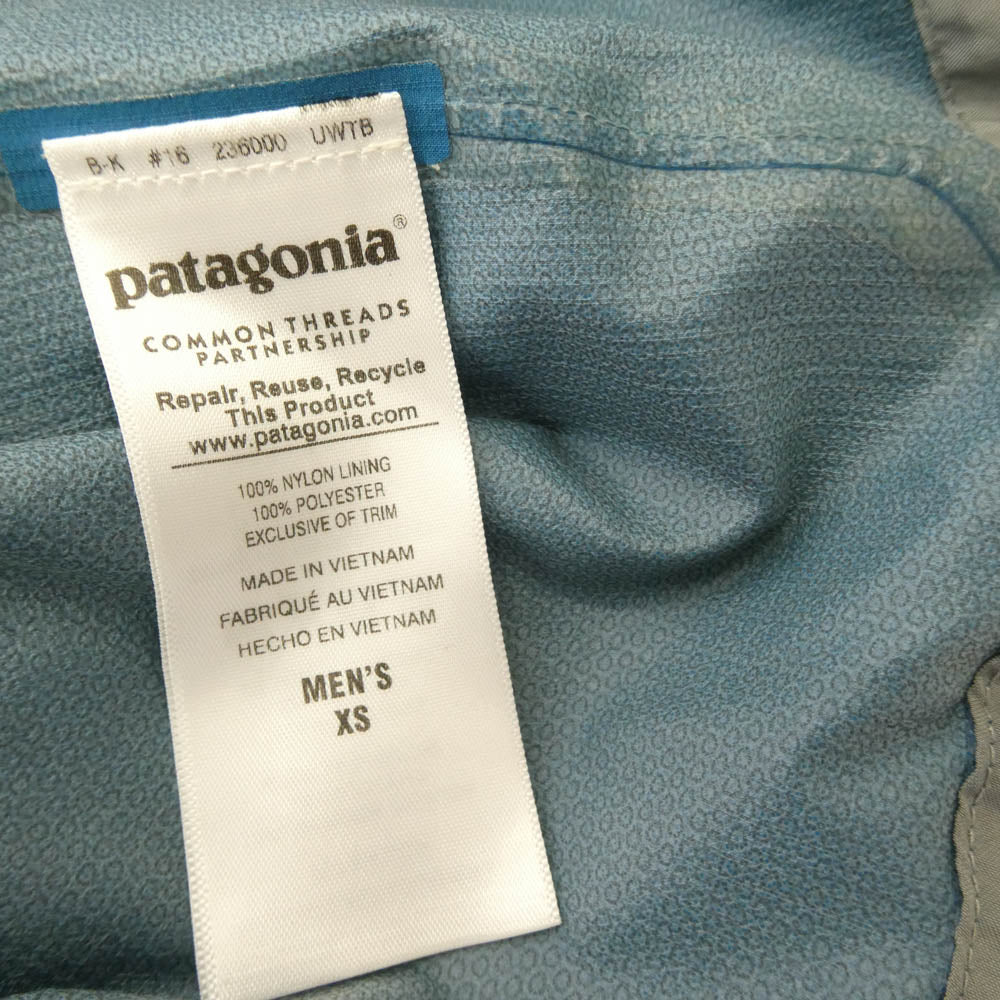 B-K #16 236000 UWTB
patagonia®
COMMON THREADS
PARTNERSHIP
Repair, Reuse, Recycle
This Product
www.patagonia.com
100% NYLON LINING
100% POLYESTER
EXCLUSIVE OF TRIM
MADE IN VIETNAM
FABRIQUÉ AU VIETNAM
HECHO EN VIETNAM
MEN'S
XS